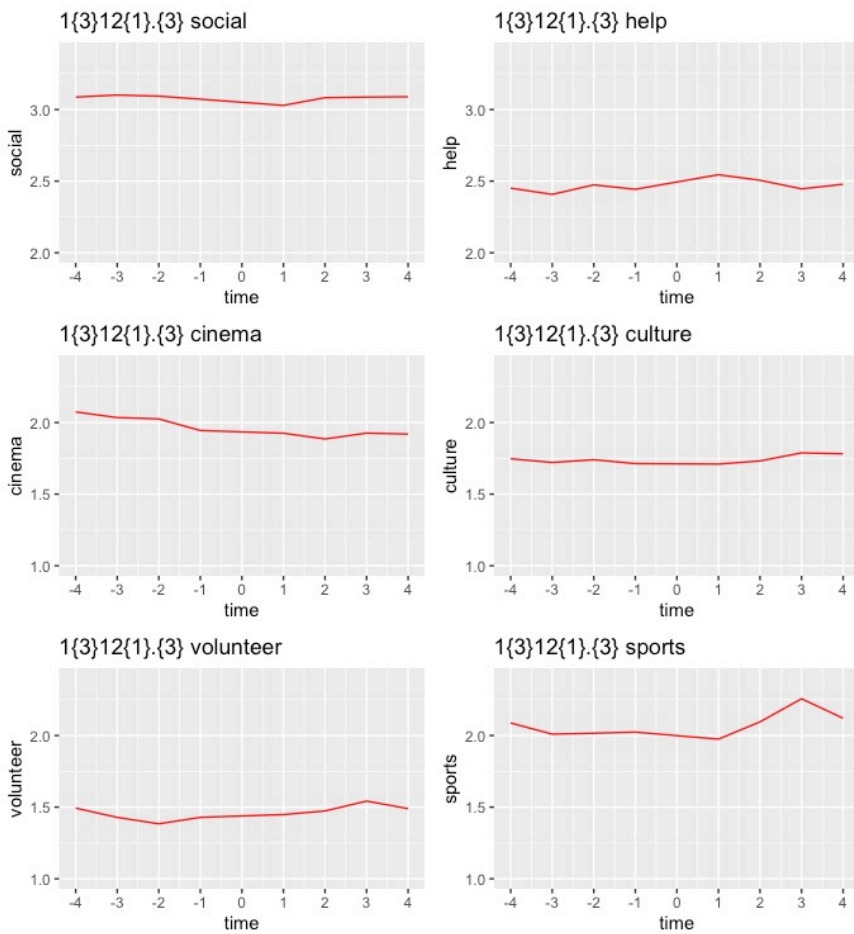 1{3}12{1}.{3} social
1{3}12{1}.{3} help
3.0
2.5
2.0
social
-4 -3 -2 -1 0 1 2 3 4
time
3.0
2.5
2.0
help
-4 -3 -2 -1 0 1 2 3 4
time
1{3}12{1}.{3} cinema
1{3}12{1}.{3} culture
2.0
1.5
1.0
cinema
-4 -3 -2 -1 0 1 2 3 4
time
2.0
1.5
1.0
culture
-4 -3 -2 -1 0 1 2 3 4
time
1{3}12{1}.{3} volunteer
1{3}12{1}.{3} sports
2.0
1.5
1.0
volunteer
-4 -3 -2 -1 0 1 2 3 4
time
2.0
1.5
1.0
sports
-4 -3 -2 -1 0 1 2 3 4
time